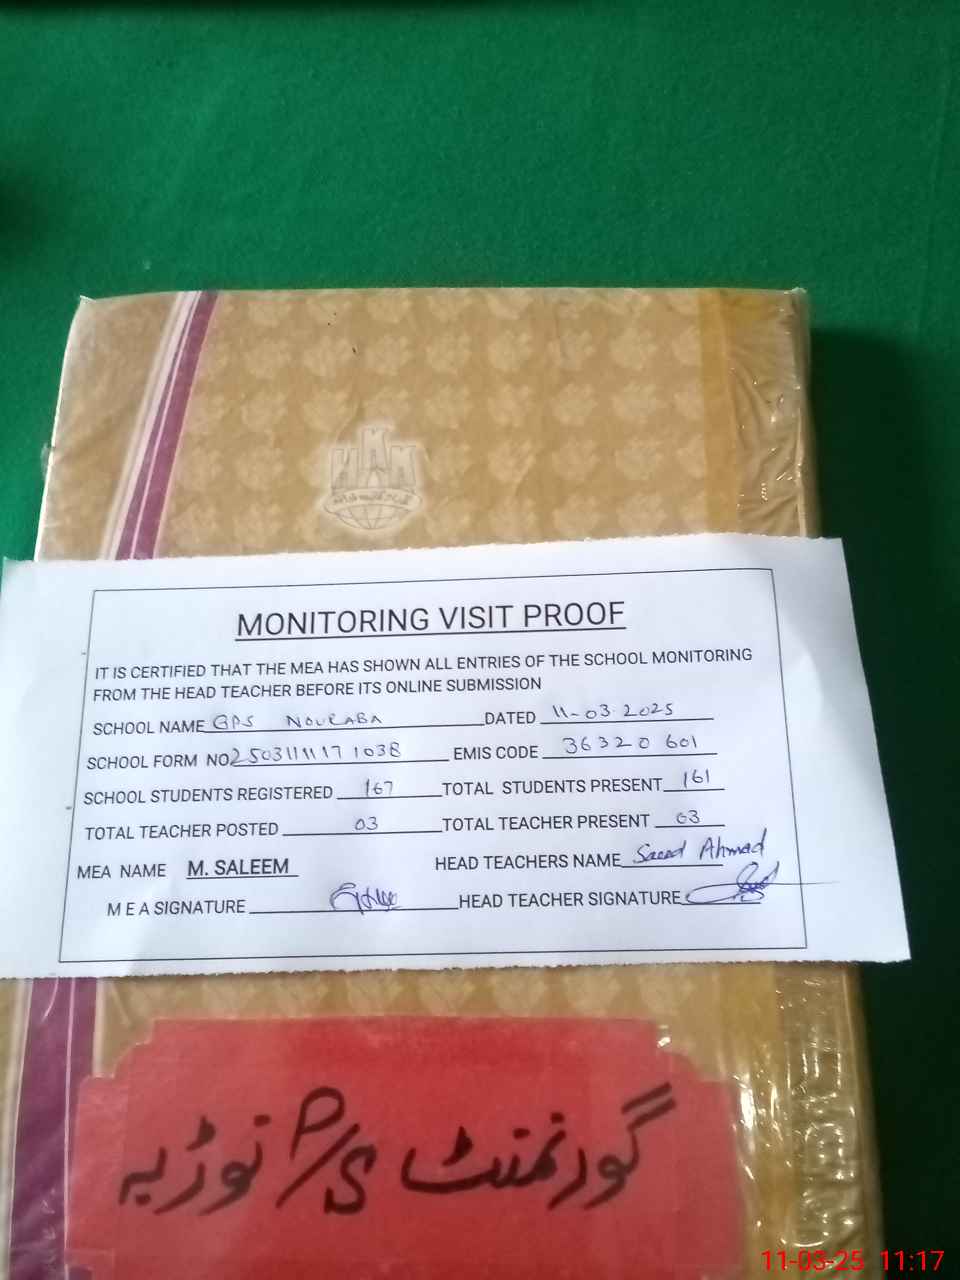 MONITORING VISIT PROOF
IT IS CERTIFIED THAT THE MEA HAS SHOWN ALL ENTRIES OF THE SCHOOL MONITORING
FROM THE HEAD TEACHER BEFORE ITS ONLINE SUBMISSION
SCHOOL NAME GPS NOURABA DATED 11-03-2025
SCHOOL FORM NO 2503111171038 EMIS CODE 36320601
SCHOOL STUDENTS REGISTERED 167 TOTAL STUDENTS PRESENT 161
TOTAL TEACHER POSTED 03 TOTAL TEACHER PRESENT 03
MEA NAME M. SALEEM HEAD TEACHERS NAME Saeed Ahmad
M E A SIGNATURE HEAD TEACHER SIGNATURE
گورنمنٹ P/S نوڑبہ
11-03-25 11:17